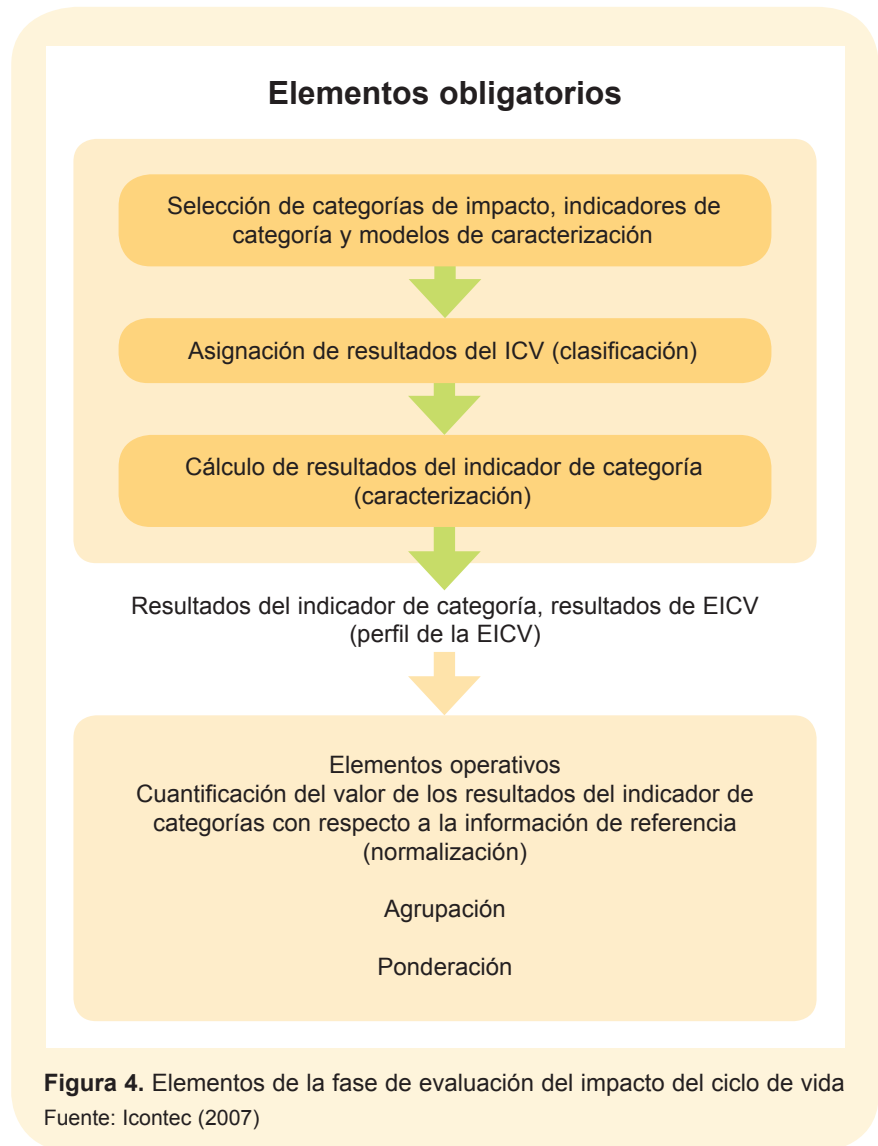 Elementos obligatorios
Selección de categorías de impacto, indicadores de
categoría y modelos de caracterización
Asignación de resultados del ICV (clasificación)
Cálculo de resultados del indicador de categoría
(caracterización)
Resultados del indicador de categoría, resultados de EICV
(perfil de la EICV)
Elementos operativos
Cuantificación del valor de los resultados del indicador de
categorías con respecto a la información de referencia
(normalización)
Agrupación
Ponderación
Figura 4. Elementos de la fase de evaluación del impacto del ciclo de vida
Fuente: Icontec (2007)